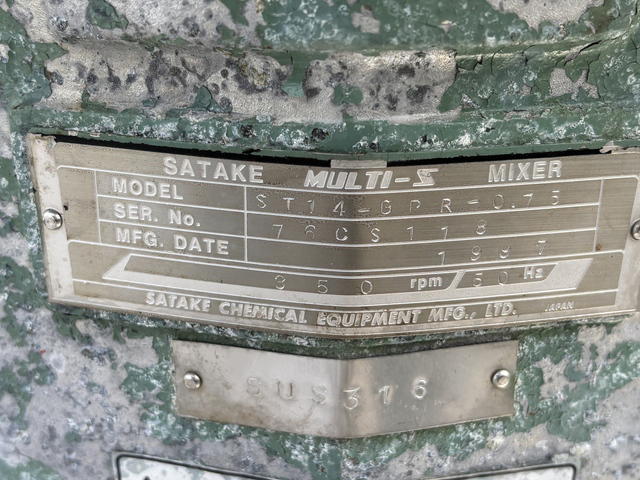 SATAKE MULTI-S MIXER
MODEL ST14-GPR-0.75
SER. No. 760S118
MFG. DATE 1987
350 rpm / 50 Hz
SATAKE CHEMICAL EQUIPMENT MFG., LTD. JAPAN
SUS316